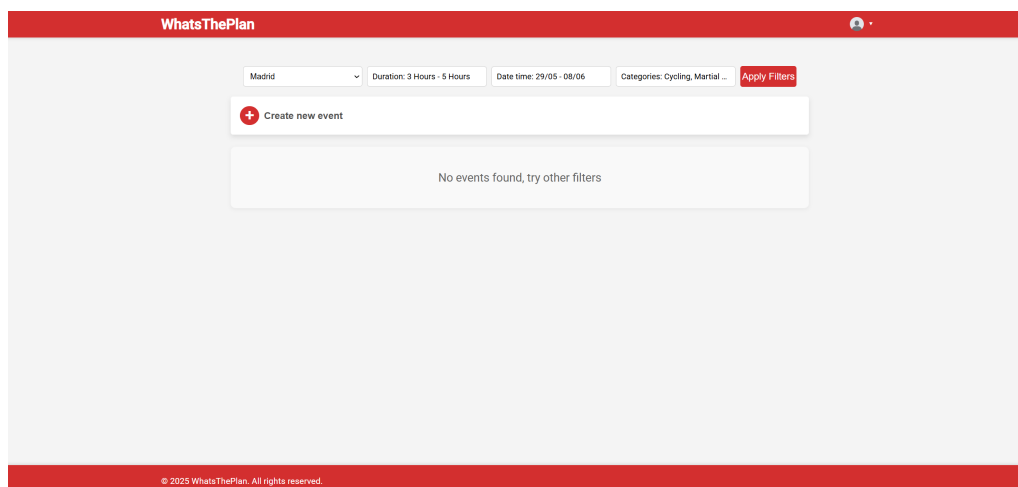 WhatsThePlan
Madrid
Duration: 3 Hours - 5 Hours
Date time: 29/05 - 08/06
Categories: Cycling, Martial ...
Apply Filters
Create new event
No events found, try other filters
© 2025 WhatsThePlan. All rights reserved.